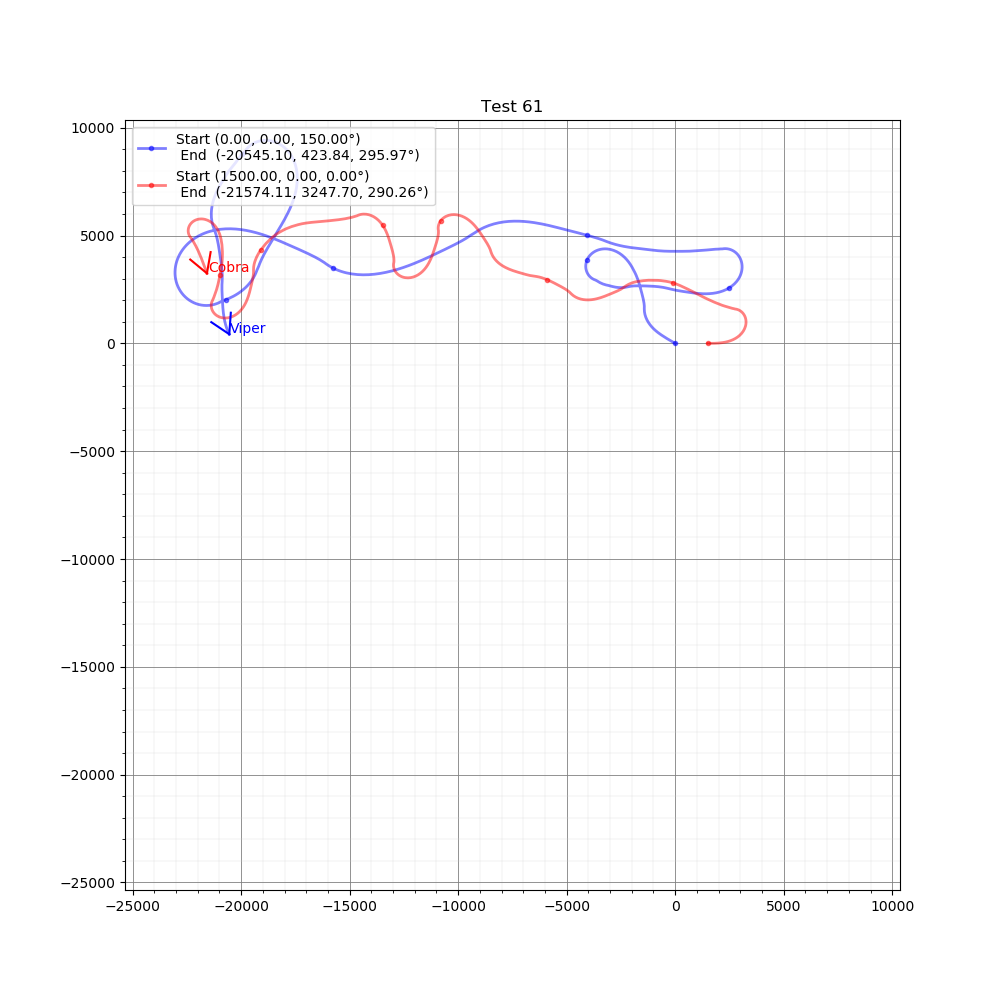 Test 61
Start (0.00, 0.00, 150.00°)
End (-20545.10, 423.84, 295.97°)
Start (1500.00, 0.00, 0.00°)
End (-21574.11, 3247.70, 290.26°)
10000
5000
0
−5000
−10000
−15000
−20000
−25000
Cobra
Viper
−25000 −20000 −15000 −10000 −5000 0 5000 10000